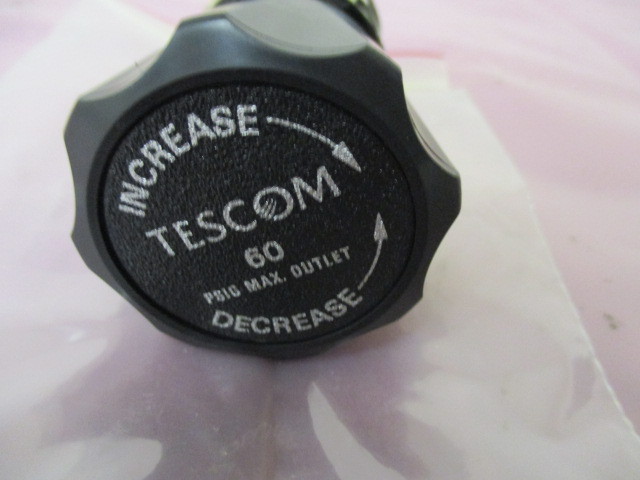 INCREASE
TESCOM
60
PSIG MAX. OUTLET
DECREASE